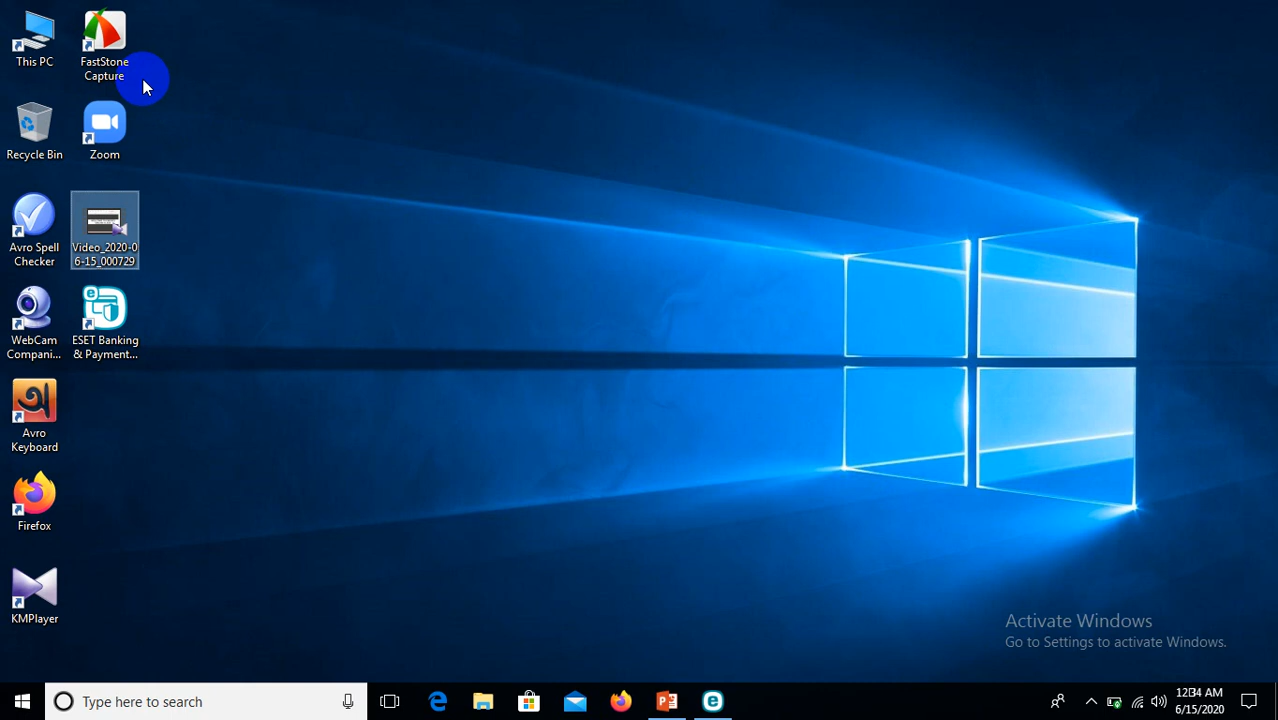 This PC
FastStone
Capture
Recycle Bin
Zoom
Avro Spell
Checker
Video_2020-0
6-15_000729
WebCam
Compani...
ESET Banking
& Payment...
Avro
Keyboard
Firefox
KMPlayer
Activate Windows
Go to Settings to activate Windows.
Type here to search
12:34 AM
6/15/2020